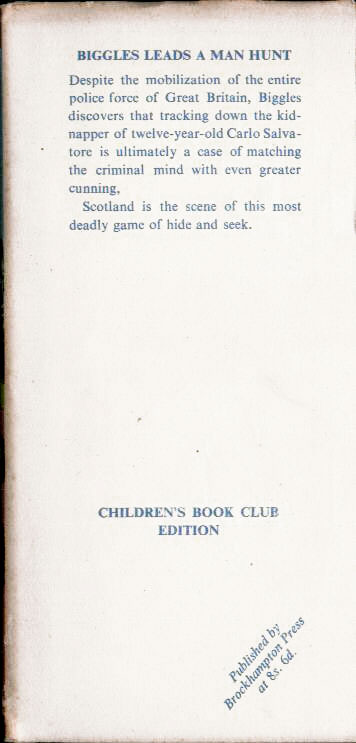 BIGGLES LEADS A MAN HUNT
Despite the mobilization of the entire
police force of Great Britain, Biggles
discovers that tracking down the kid-
napper of twelve-year-old Carlo Salva-
tore is ultimately a case of matching
the criminal mind with even greater
cunning,
Scotland is the scene of this most
deadly game of hide and seek.
CHILDREN'S BOOK CLUB
EDITION
Published by
Brockhampton Press
at 8s. 6d.